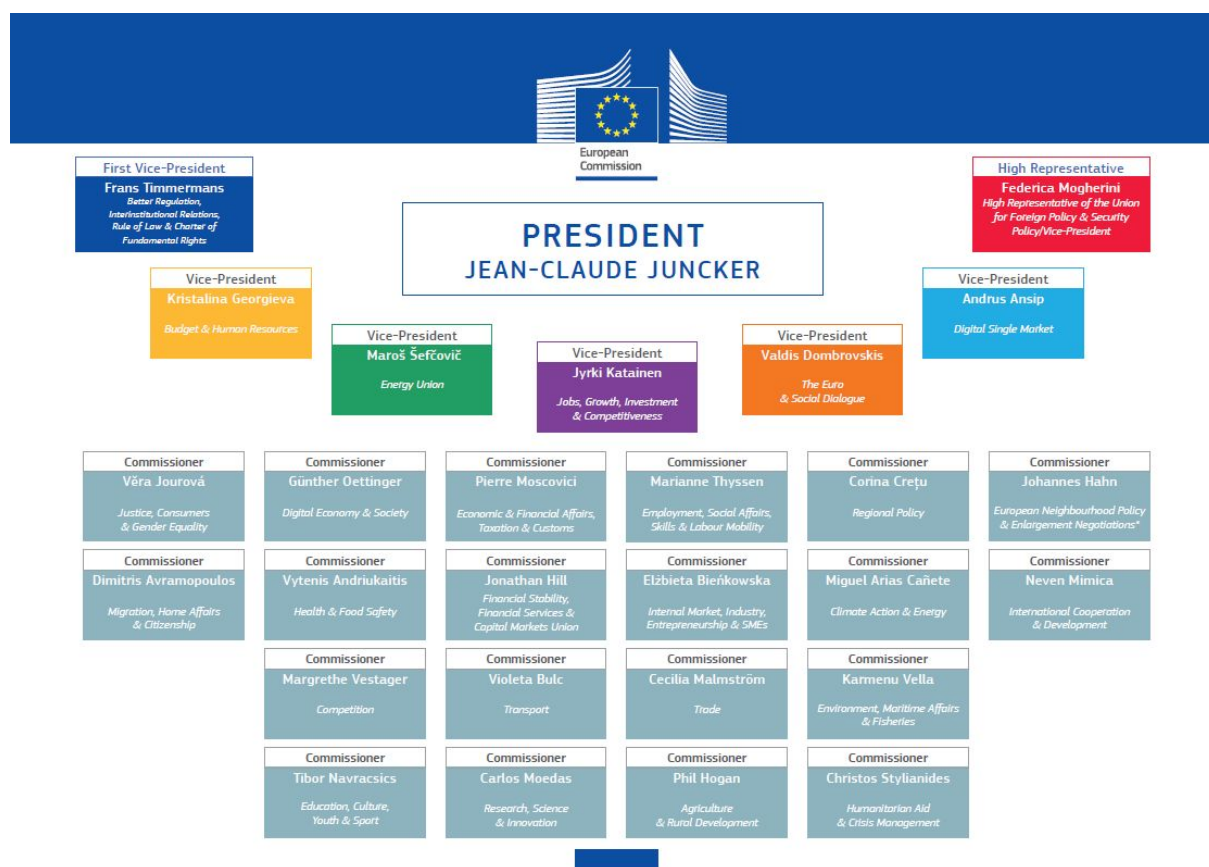 European
Commission
First Vice-President
Frans Timmermans
Better Regulation,
Interinstitutional Relations,
Rule of Law & Charter of
Fundamental Rights
High Representative
Federica Mogherini
High Representative of the Union
for Foreign Policy & Security
Policy/Vice-President
PRESIDENT
JEAN-CLAUDE JUNCKER
Vice-President
Kristalina Georgieva
Budget & Human Resources
Vice-President
Andrus Ansip
Digital Single Market
Vice-President
Maroš Šefčovič
Energy Union
Vice-President
Jyrki Katainen
Jobs, Growth, Investment
& Competitiveness
Vice-President
Valdis Dombrovskis
The Euro
& Social Dialogue
Commissioner
Věra Jourová
Justice, Consumers
& Gender Equality
Commissioner
Günther Oettinger
Digital Economy & Society
Commissioner
Pierre Moscovici
Economic & Financial Affairs,
Taxation & Customs
Commissioner
Marianne Thyssen
Employment, Social Affairs,
Skills & Labour Mobility
Commissioner
Corina Crețu
Regional Policy
Commissioner
Johannes Hahn
European Neighbourhood Policy
& Enlargement Negotiations*
Commissioner
Dimitris Avramopoulos
Migration, Home Affairs
& Citizenship
Commissioner
Vytenis Andriukaitis
Health & Food Safety
Commissioner
Jonathan Hill
Financial Stability,
Financial Services &
Capital Markets Union
Commissioner
Elżbieta Bieńkowska
Internal Market, Industry,
Entrepreneurship & SMEs
Commissioner
Miguel Arias Cañete
Climate Action & Energy
Commissioner
Neven Mimica
International Cooperation
& Development
Commissioner
Margrethe Vestager
Competition
Commissioner
Violeta Bulc
Transport
Commissioner
Cecilia Malmström
Trade
Commissioner
Karmenu Vella
Environment, Maritime Affairs
& Fisheries
Commissioner
Tibor Navracsics
Education, Culture,
Youth & Sport
Commissioner
Carlos Moedas
Research, Science
& Innovation
Commissioner
Phil Hogan
Agriculture
& Rural Development
Commissioner
Christos Stylianides
Humanitarian Aid
& Crisis Management